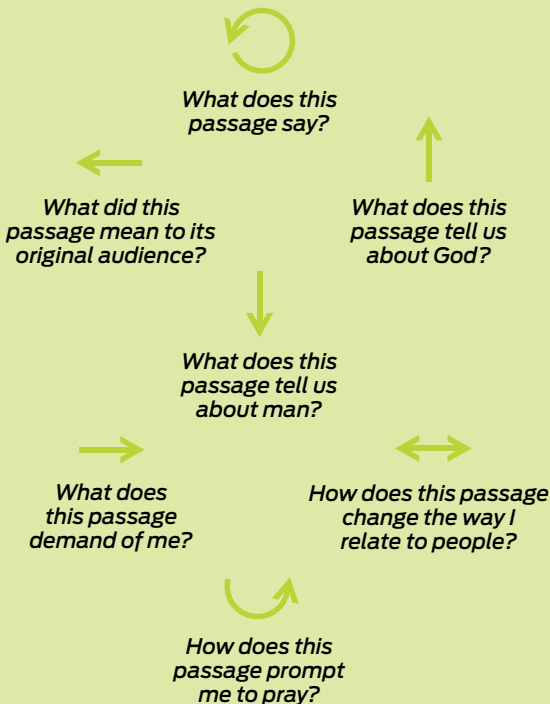 What does this
passage say?
What did this
passage mean to its
original audience?
What does this
passage tell us
about God?
What does this
passage tell us
about man?
What does
this passage
demand of me?
How does this passage
change the way I
relate to people?
How does this
passage prompt
me to pray?